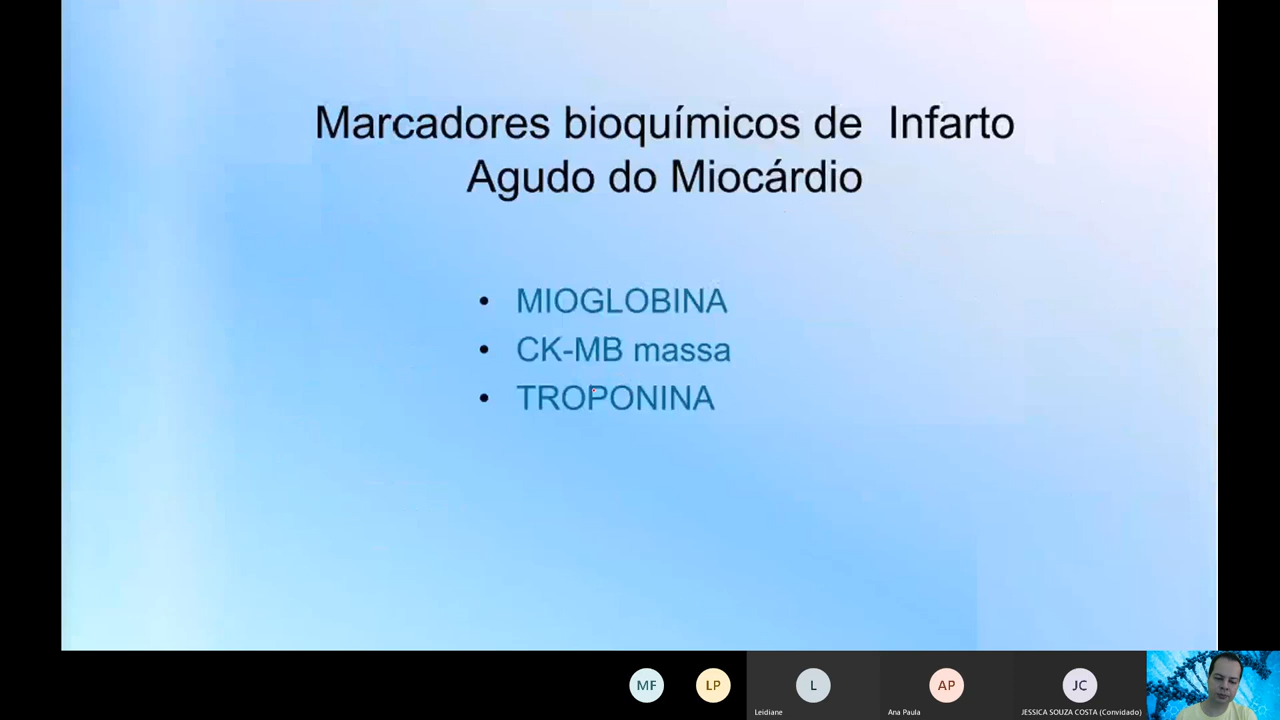 Marcadores bioquímicos de Infarto
Agudo do Miocárdio
• MIOGLOBINA
• CK-MB massa
• TROPONINA
MF
LP
L
AP
JC
Leidiane
Ana Paula
JESSICA SOUZA COSTA (Convidado)